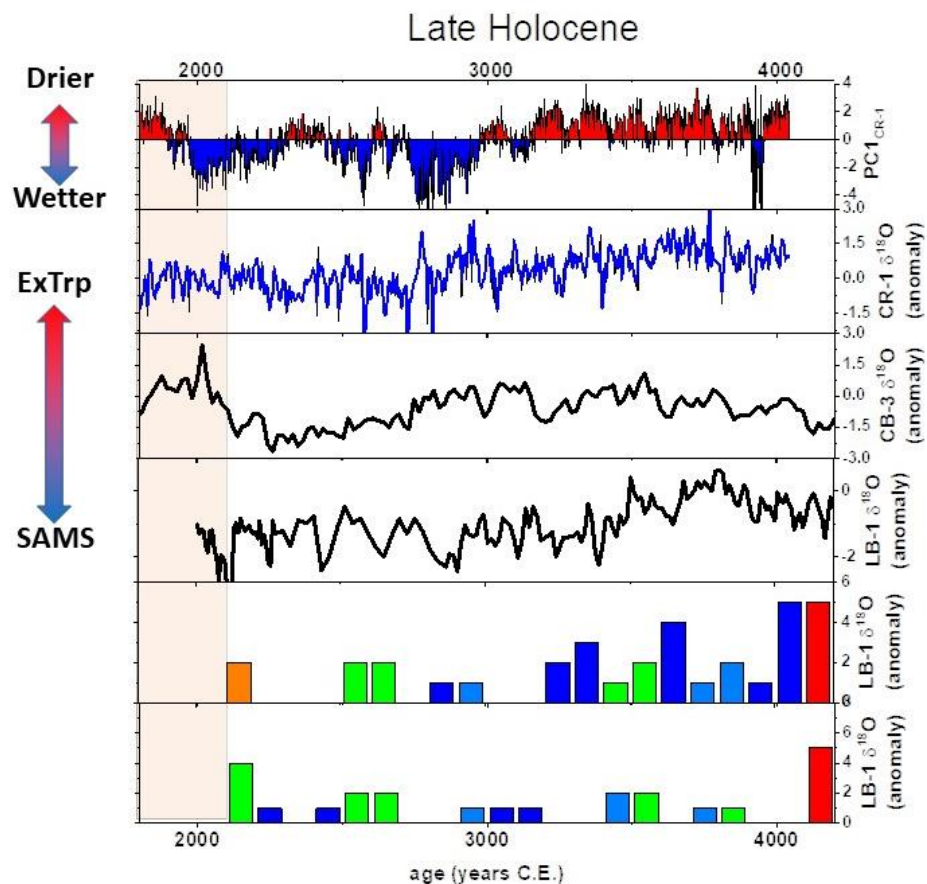 Late Holocene
2000 3000 4000
Drier
Wetter
4
2
0
-2
-4
PC1CR-1
ExTrp
SAMS
3.0
1.5
0.0
-1.5
CR-1 δ18O
(anomaly)
3.0
1.5
0.0
-1.5
-3.0
CB-3 δ18O
(anomaly)
0
-2
LB-1 δ18O
(anomaly)
6
4
2
LB-1 δ18O
(anomaly)
6
4
2
0
LB-1 δ18O
(anomaly)
2000 3000 4000
age (years C.E.)